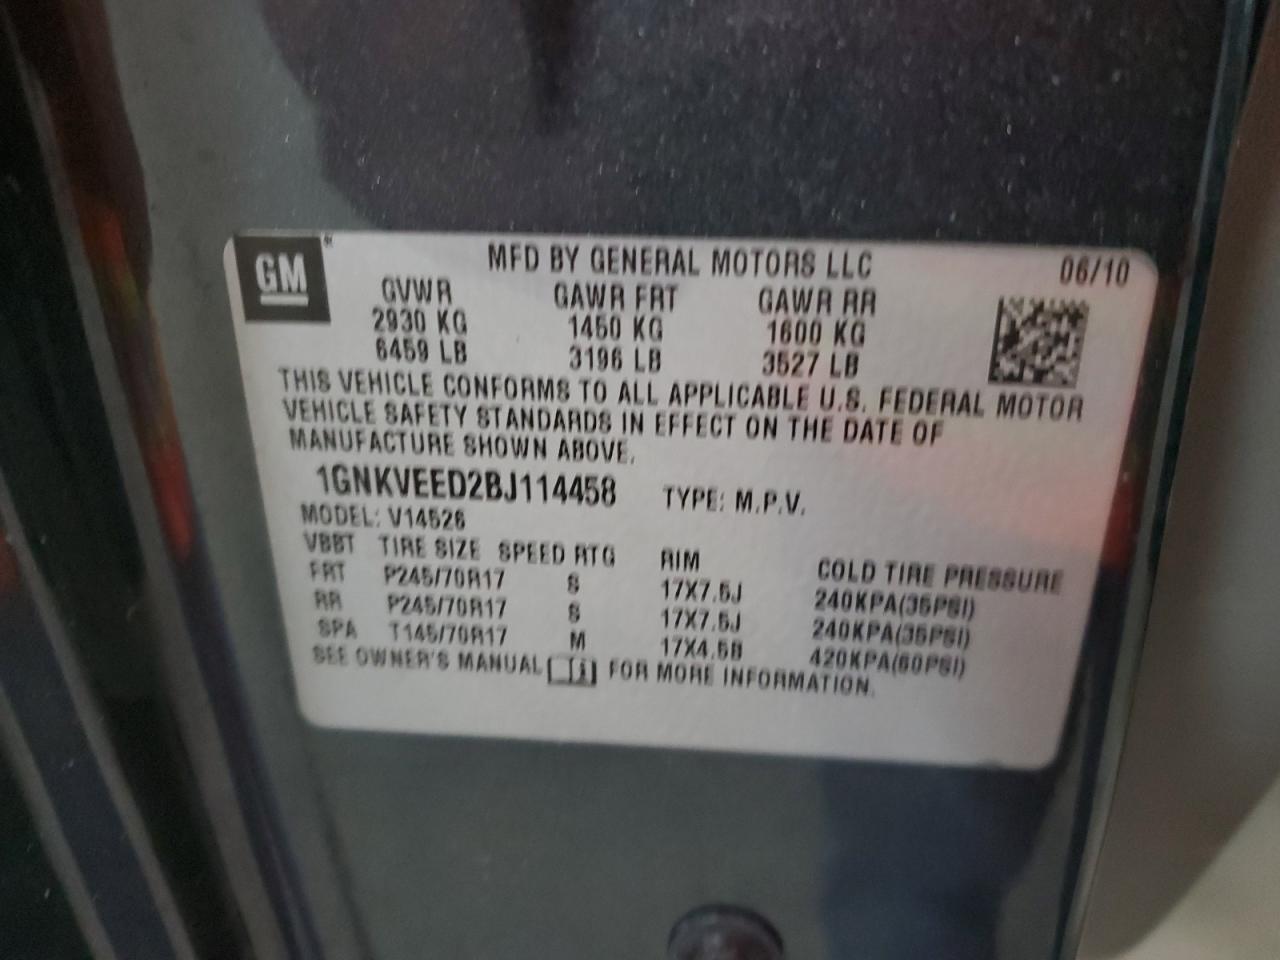 GM
MFD BY GENERAL MOTORS LLC 06/10
GVWR GAWR FRT GAWR RR
2930 KG 1450 KG 1600 KG
6459 LB 3196 LB 3527 LB
THIS VEHICLE CONFORMS TO ALL APPLICABLE U.S. FEDERAL MOTOR
VEHICLE SAFETY STANDARDS IN EFFECT ON THE DATE OF
MANUFACTURE SHOWN ABOVE.
1GNKVEED2BJ114458 TYPE: M.P.V.
MODEL: V14526
VBBT TIRE SIZE SPEED RTG RIM COLD TIRE PRESSURE
FRT P245/70R17 S 17X7.5J 240KPA(35PSI)
RR P245/70R17 S 17X7.5J 240KPA(35PSI)
SPA T145/70R17 M 17X4.5B 420KPA(60PSI)
SEE OWNER'S MANUAL FOR MORE INFORMATION.